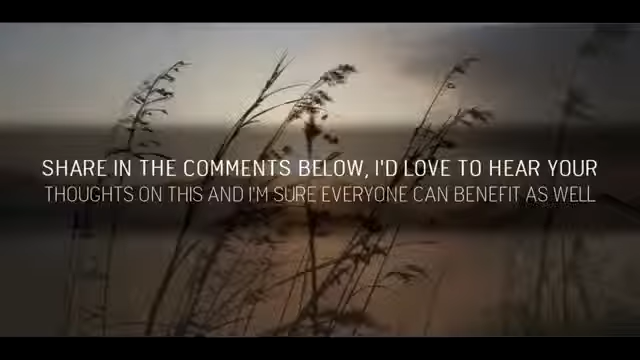 SHARE IN THE COMMENTS BELOW, I'D LOVE TO HEAR YOUR
THOUGHTS ON THIS AND I'M SURE EVERYONE CAN BENEFIT AS WELL